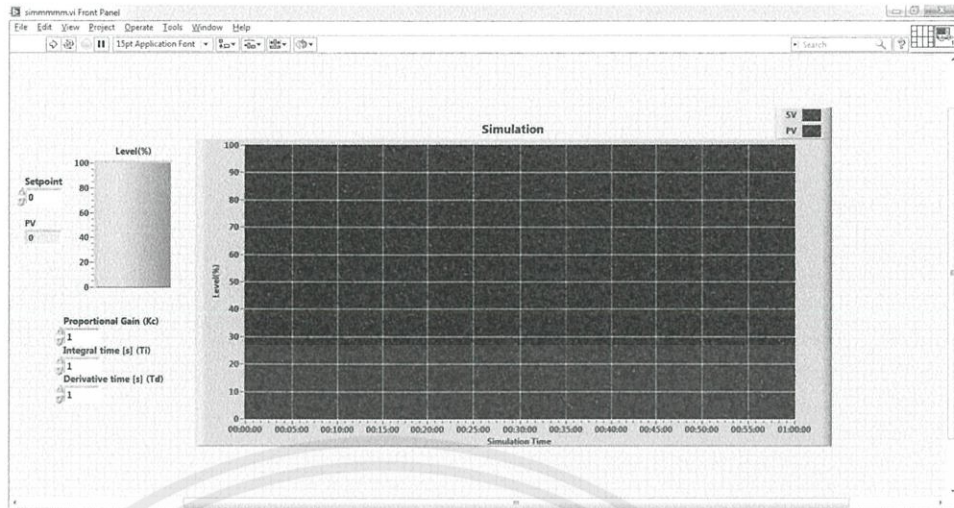 simmmmm.vi Front Panel
File Edit View Project Operate Tools Window Help
15pt Application Font
Search
Simulation
SV
PV
Level(%)
100
80
60
40
20
0
Setpoint
0
PV
0
Proportional Gain (Kc)
1
Integral time [s] (Ti)
1
Derivative time [s] (Td)
1
Level(%)
100
90
80
70
60
50
40
30
20
10
0
00:00:00 00:05:00 00:10:00 00:15:00 00:20:00 00:25:00 00:30:00 00:35:00 00:40:00 00:45:00 00:50:00 00:55:00 01:00:00
Simulation Time